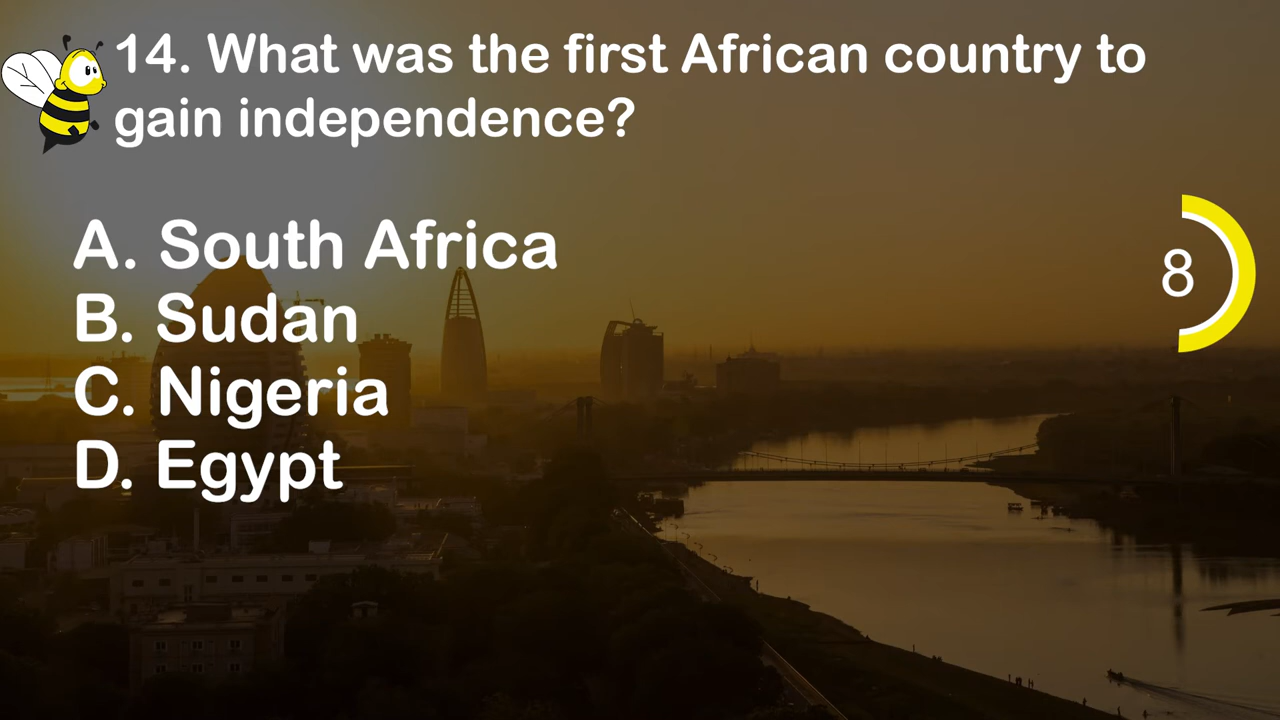 14. What was the first African country to
gain independence?
A. South Africa
B. Sudan
C. Nigeria
D. Egypt
8